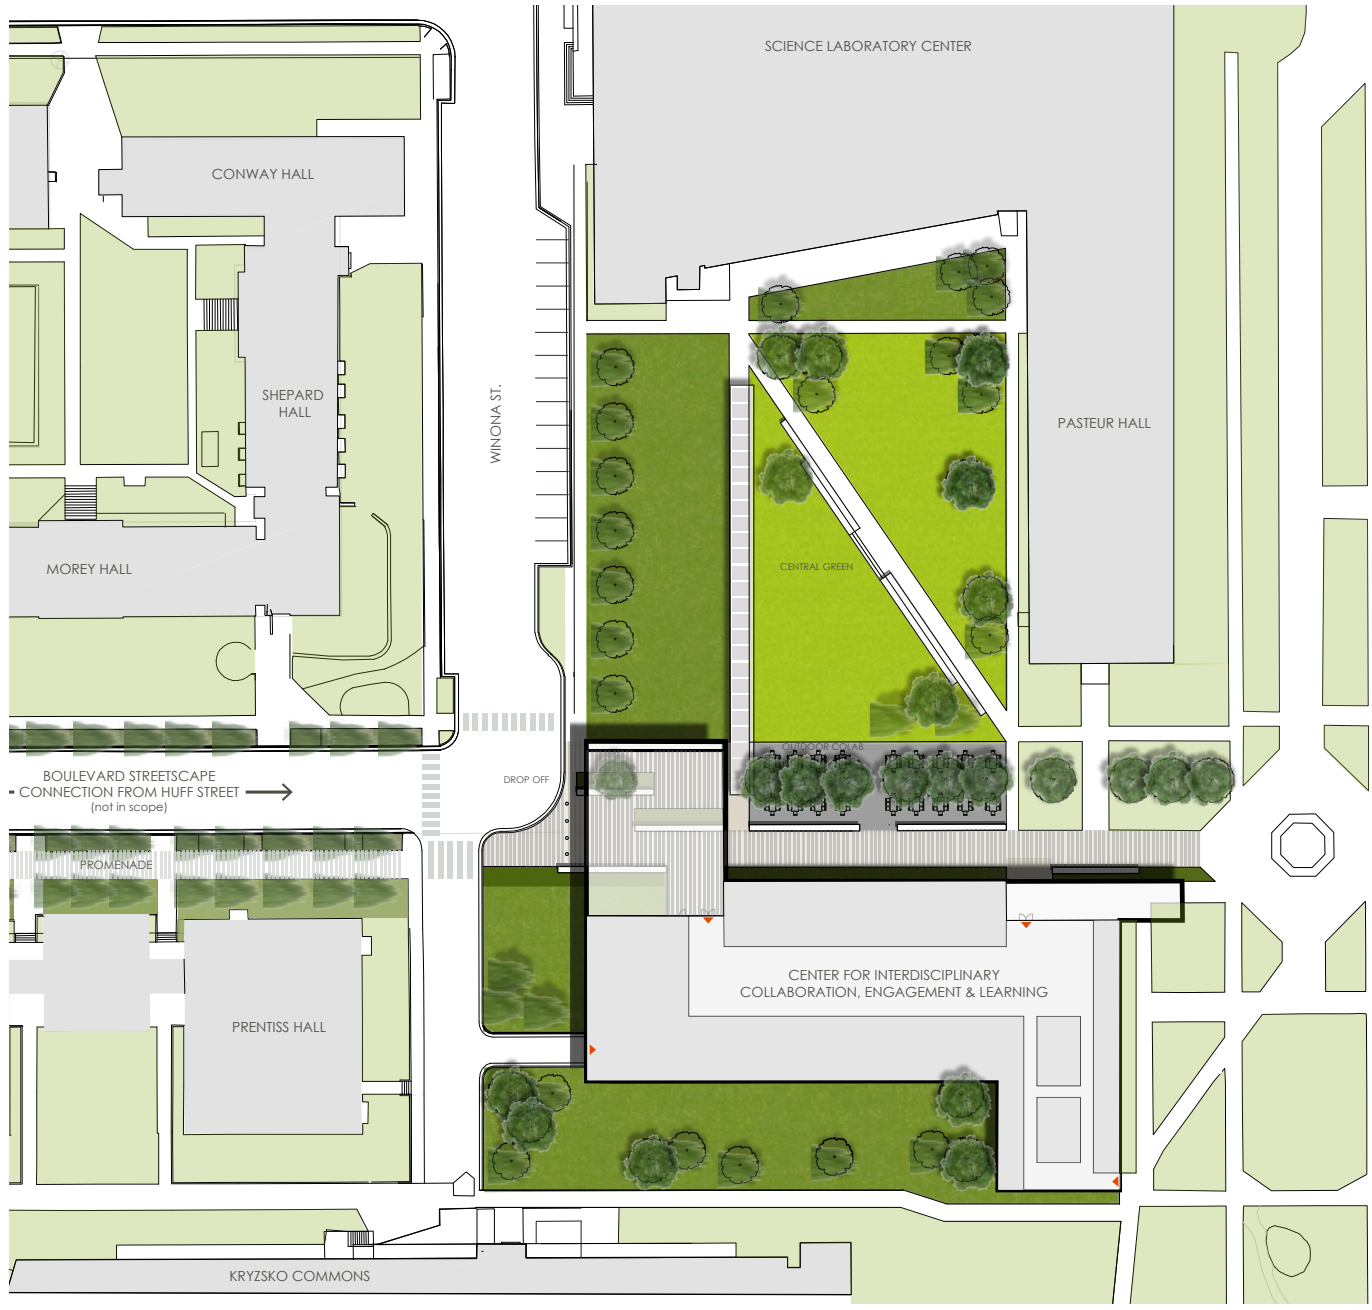 SCIENCE LABORATORY CENTER
CONWAY HALL
SHEPARD
HALL
WINONA ST.
PASTEUR HALL
MOREY HALL
CENTRAL GREEN
OUTDOOR COLAB
BOULEVARD STREETSCAPE
CONNECTION FROM HUFF STREET
(not in scope)
DROP OFF
PROMENADE
CENTER FOR INTERDISCIPLINARY
COLLABORATION, ENGAGEMENT & LEARNING
PRENTISS HALL
KRYZSKO COMMONS